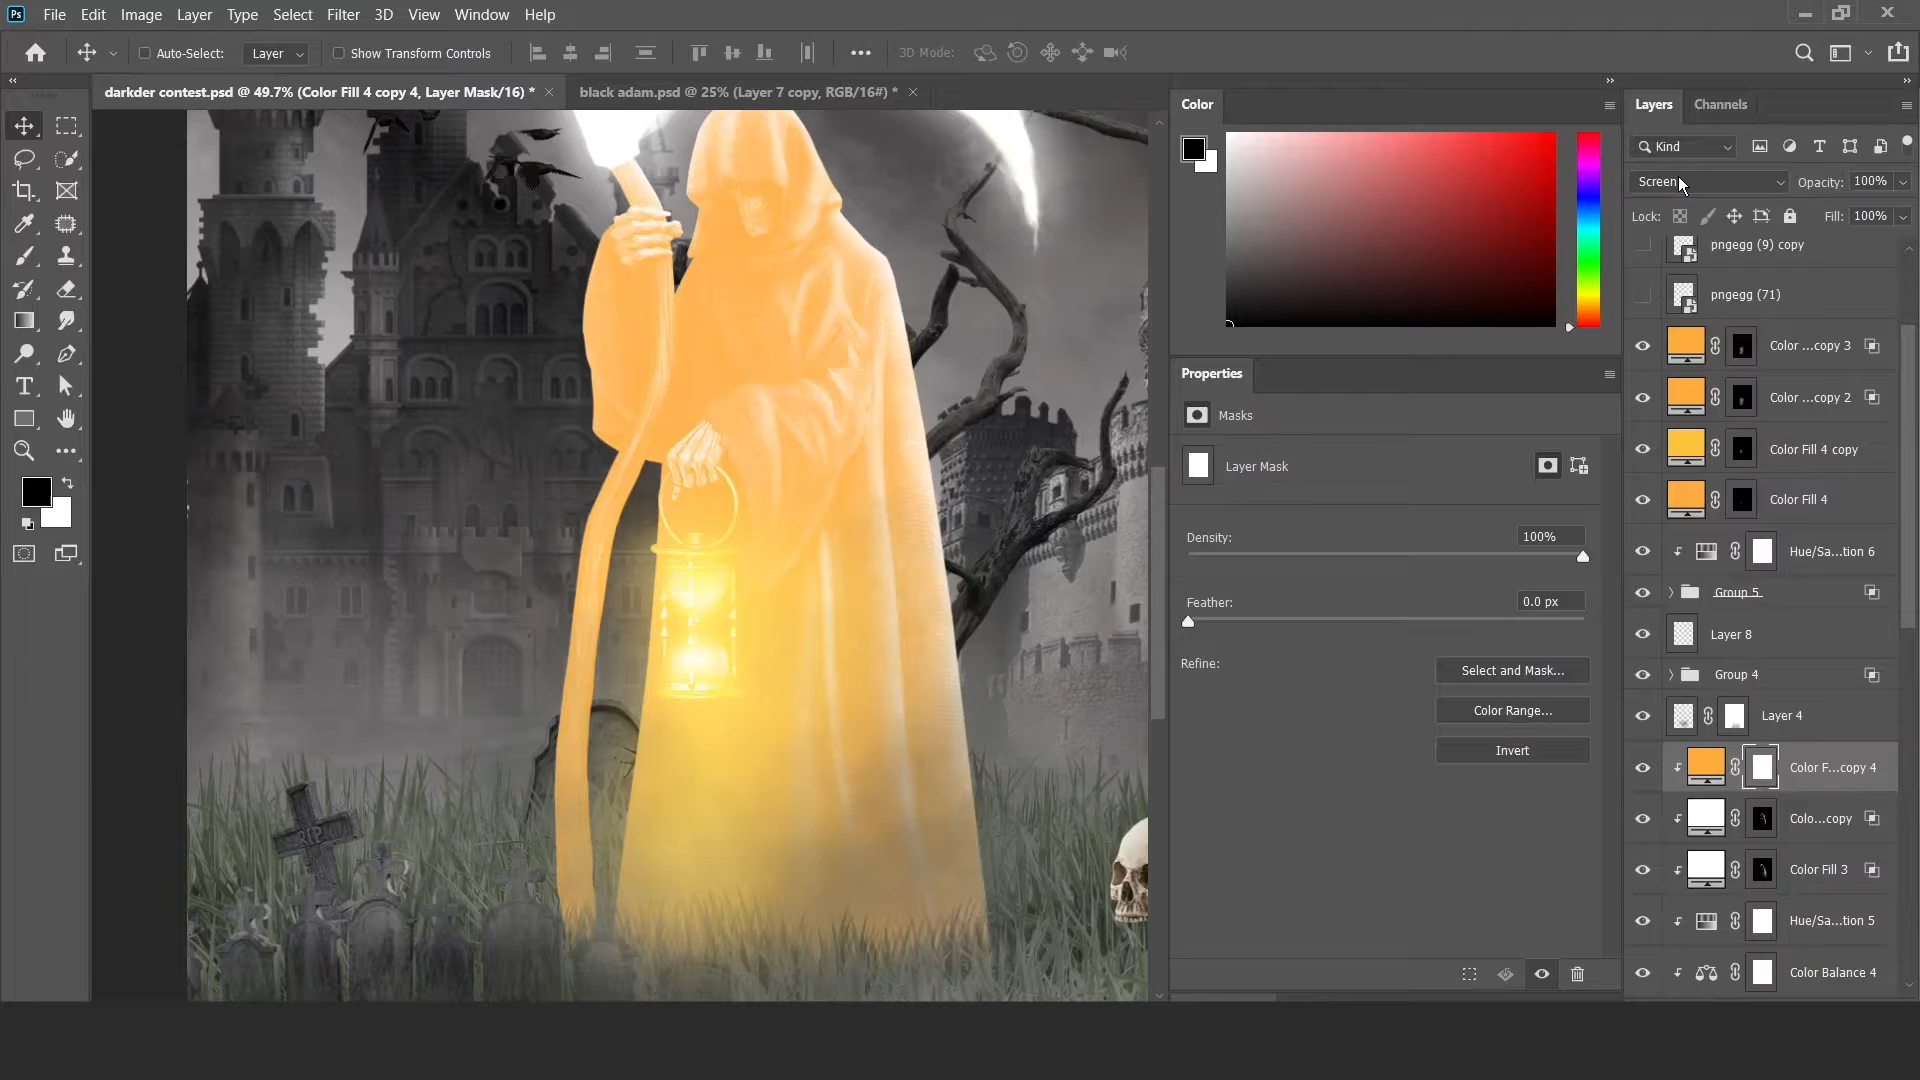 Ps File Edit Image Layer Type Select Filter 3D View Window Help
Auto-Select: Layer Show Transform Controls 3D Mode:
darkder contest.psd @ 49.7% (Color Fill 4 copy 4, Layer Mask/16) *
black adam.psd @ 25% (Layer 7 copy, RGB/16#) *
R.I.P
Color
Properties
Masks
Layer Mask
Density: 100%
Feather: 0.0 px
Refine:
Select and Mask...
Color Range...
Invert
Layers Channels
Kind
Screen Opacity: 100%
Lock: Fill: 100%
pngegg (9) copy
pngegg (71)
Color ...copy 3
Color ...copy 2
Color Fill 4 copy
Color Fill 4
Hue/Sa...tion 6
Group 5
Layer 8
Group 4
Layer 4
Color F...copy 4
Colo...copy
Color Fill 3
Hue/Sa...tion 5
Color Balance 4